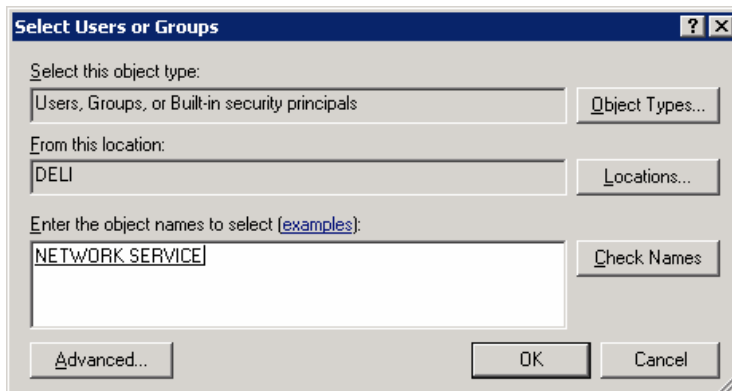 Select Users or Groups
Select this object type:
Users, Groups, or Built-in security principals
Object Types...
From this location:
DELI
Locations...
Enter the object names to select (examples):
NETWORK SERVICE
Check Names
Advanced...
OK
Cancel